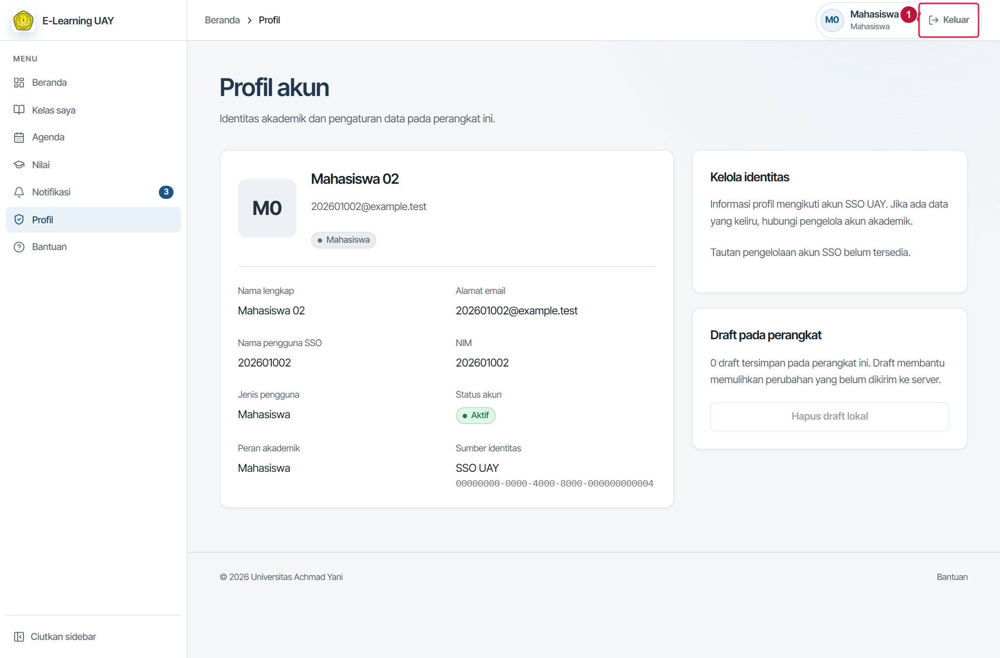 E-Learning UAY
Beranda > Profil
M0
Mahasiswa
Mahasiswa
1
Keluar
MENU
Beranda
Kelas saya
Agenda
Nilai
Notifikasi
3
Profil
Bantuan
Ciutkan sidebar
Profil akun
Identitas akademik dan pengaturan data pada perangkat ini.
M0
Mahasiswa 02
202601002@example.test
Mahasiswa
Nama lengkap
Mahasiswa 02
Alamat email
202601002@example.test
Nama pengguna SSO
202601002
NIM
202601002
Jenis pengguna
Mahasiswa
Status akun
Aktif
Peran akademik
Mahasiswa
Sumber identitas
SSO UAY
00000000-0000-4000-8000-000000000004
Kelola identitas
Informasi profil mengikuti akun SSO UAY. Jika ada data
yang keliru, hubungi pengelola akun akademik.
Tautan pengelolaan akun SSO belum tersedia.
Draft pada perangkat
0 draft tersimpan pada perangkat ini. Draft membantu
memulihkan perubahan yang belum dikirim ke server.
Hapus draft lokal
© 2026 Universitas Achmad Yani
Bantuan